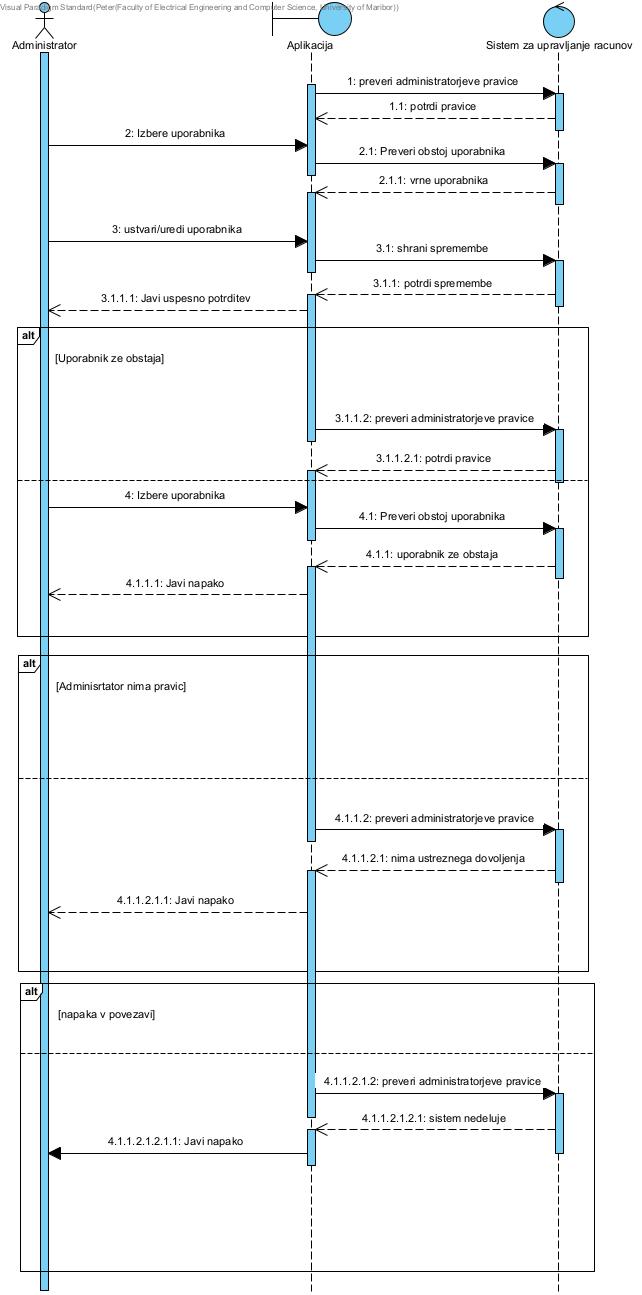 Visual Paradigm Standard(Peter(Faculty of Electrical Engineering and Computer Science, University of Maribor))
Administrator
Aplikacija
Sistem za upravljanje racunov
1: preveri administratorjeve pravice
1.1: potrdi pravice
2: Izbere uporabnika
2.1: Preveri obstoj uporabnika
2.1.1: vrne uporabnika
3: ustvari/uredi uporabnika
3.1: shrani spremembe
3.1.1: potrdi spremembe
3.1.1.1: Javi uspesno potrditev
alt
[Uporabnik ze obstaja]
3.1.1.2: preveri administratorjeve pravice
3.1.1.2.1: potrdi pravice
4: Izbere uporabnika
4.1: Preveri obstoj uporabnika
4.1.1: uporabnik ze obstaja
4.1.1.1: Javi napako
alt
[Adminisrtator nima pravic]
4.1.1.2: preveri administratorjeve pravice
4.1.1.2.1: nima ustreznega dovoljenja
4.1.1.2.1.1: Javi napako
alt
[napaka v povezavi]
4.1.1.2.1.2: preveri administratorjeve pravice
4.1.1.2.1.2.1: sistem nedeluje
4.1.1.2.1.2.1.1: Javi napako